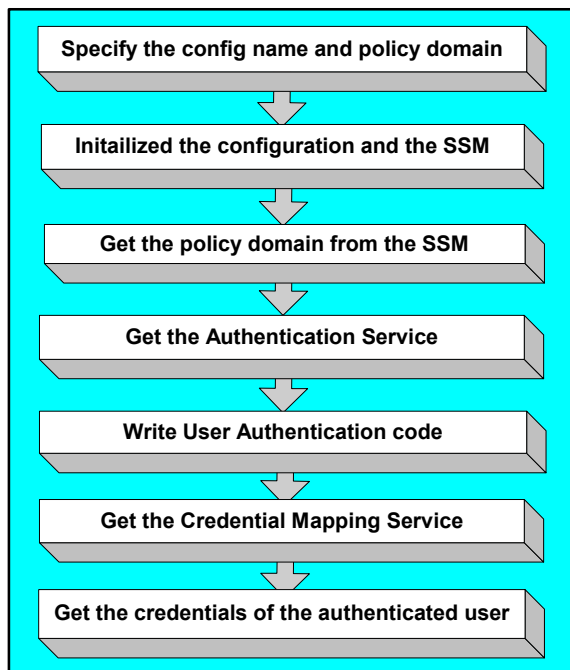 Specify the config name and policy domain
Initailized the configuration and the SSM
Get the policy domain from the SSM
Get the Authentication Service
Write User Authentication code
Get the Credential Mapping Service
Get the credentials of the authenticated user